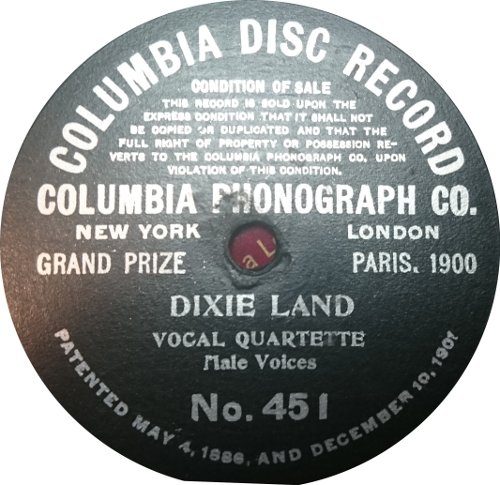 COLUMBIA DISC RECORD
CONDITION OF SALE
THIS RECORD IS SOLD UPON THE
EXPRESS CONDITION THAT IT SHALL NOT
BE COPIED OR DUPLICATED AND THAT THE
FULL RIGHT OF PROPERTY OR POSSESSION RE-
VERTS TO THE COLUMBIA PHONOGRAPH CO. UPON
VIOLATION OF THIS CONDITION.
COLUMBIA PHONOGRAPH CO.
NEW YORK LONDON
GRAND PRIZE PARIS. 1900
DIXIE LAND
VOCAL QUARTETTE
Male Voices
No. 451
PATENTED MAY 4, 1886, AND DECEMBER 10, 1901